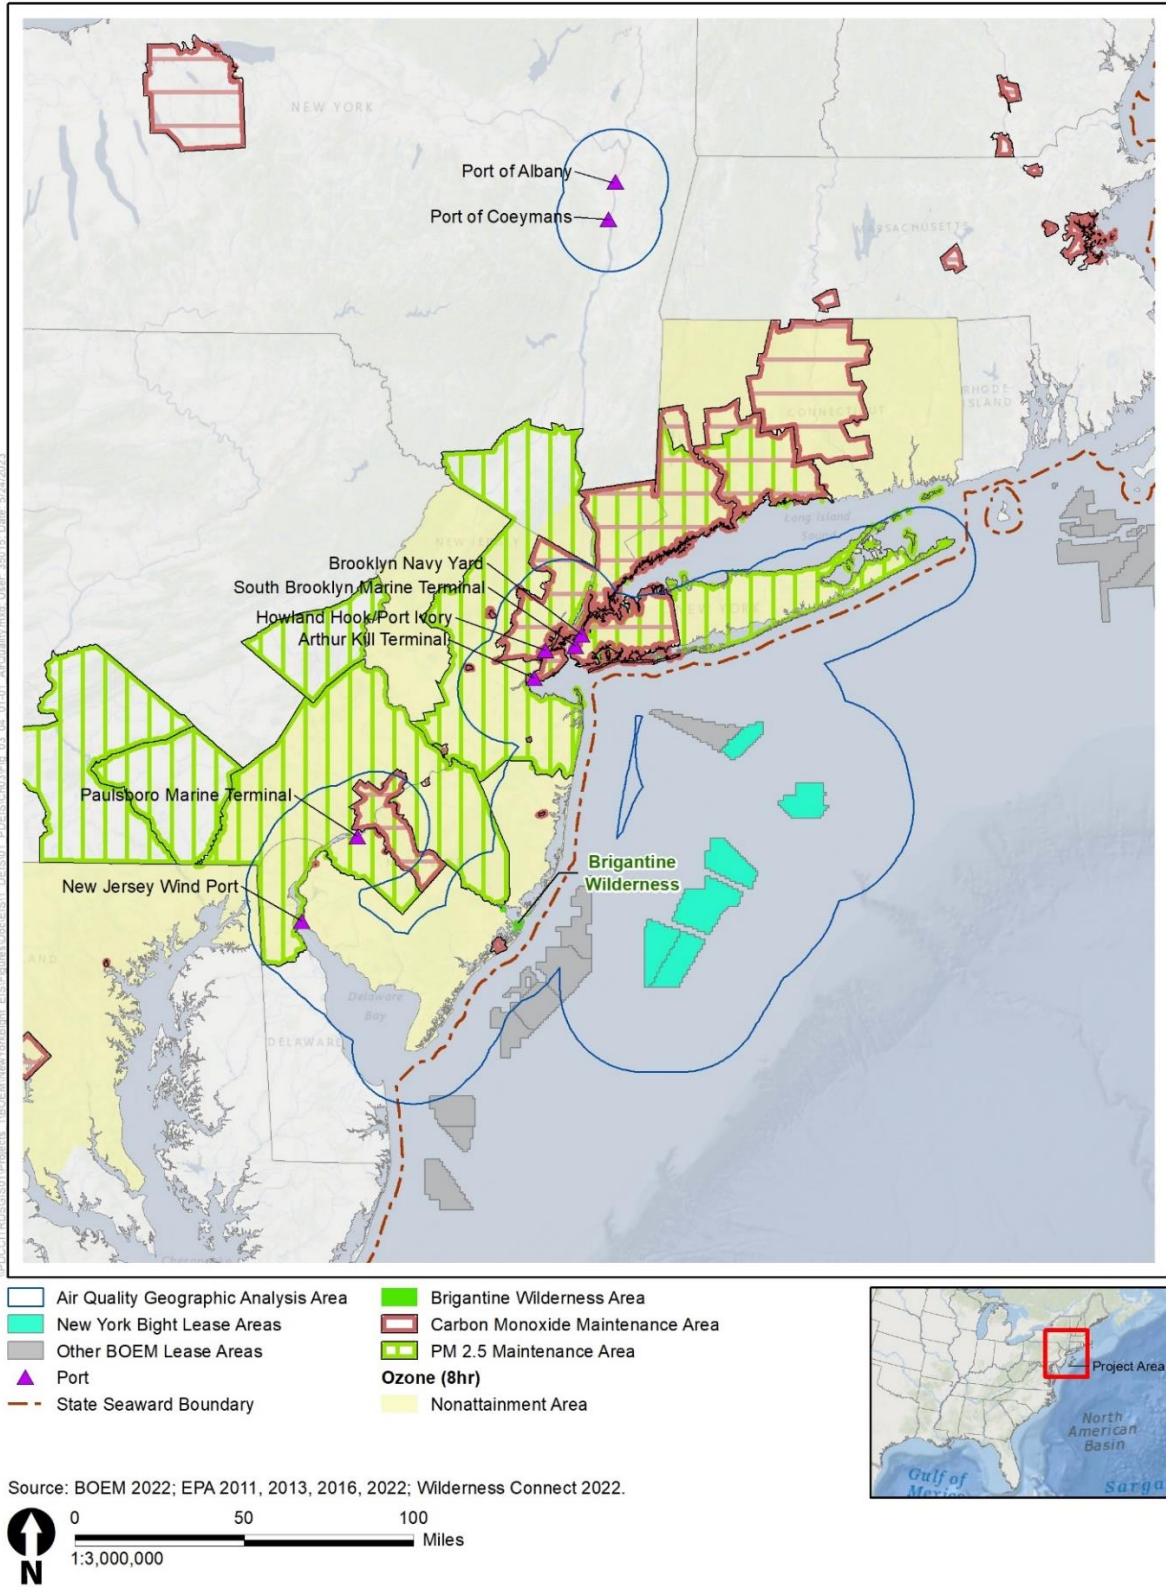 NEW YORK
Port of Albany
Port of Coeymans
MASSACHUSETTS
RHODE
ISLAND
CONNECTICUT
Long Island
Sound
NEW JERSEY
Brooklyn Navy Yard
South Brooklyn Marine Terminal
NEW YORK
Howland Hook/Port Ivory
Arthur Kill Terminal
Paulsboro Marine Terminal
Brigantine
Wilderness
New Jersey Wind Port
Delaware
Bay
DELAWARE
Air Quality Geographic Analysis Area
New York Bight Lease Areas
Other BOEM Lease Areas
Port
State Seaward Boundary
Brigantine Wilderness Area
Carbon Monoxide Maintenance Area
PM 2.5 Maintenance Area
Ozone (8hr)
Nonattainment Area
Project Area
North
American
Basin
Gulf of
Source: BOEM 2022; EPA 2011, 2013, 2016, 2022; Wilderness Connect 2022.
0 50 100
Miles
1:3,000,000
N